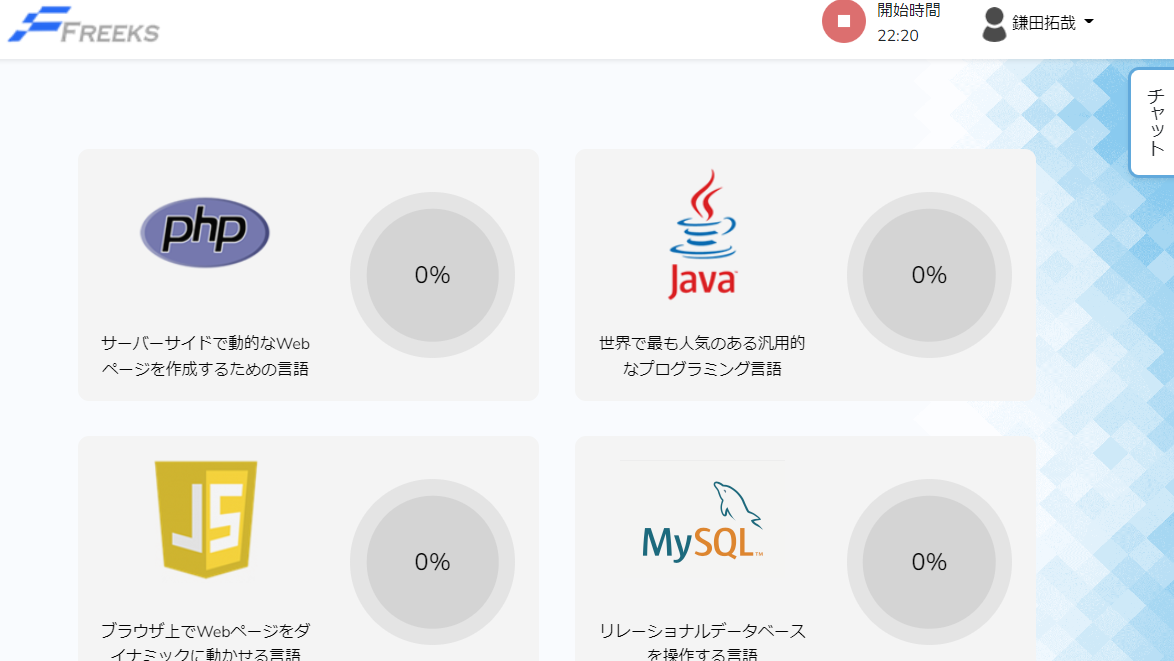 FREEKS
開始時間
22:20
鎌田拓哉
チャット
php
0%
サーバーサイドで動的なWeb
ページを作成するための言語
Java™
0%
世界で最も人気のある汎用的
なプログラミング言語
JS
0%
ブラウザ上でWebページをダ
イナミックに動かせる言語
MySQL™
0%
リレーショナルデータベース
を操作する言語